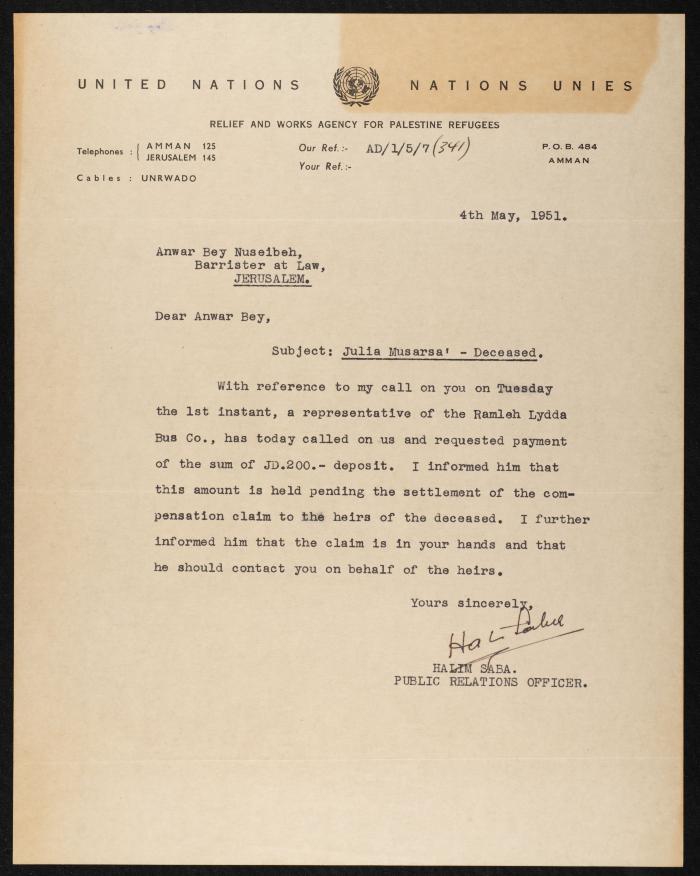 UNITED NATIONS NATIONS UNIES
RELIEF AND WORKS AGENCY FOR PALESTINE REFUGEES
Telephones : { AMMAN 125
JERUSALEM 145
Cables : UNRWADO
Our Ref.:- AD/1/5/7 (341)
Your Ref.:-
P.O.B. 484
AMMAN
4th May, 1951.
Anwar Bey Nuseibeh,
Barrister at Law,
JERUSALEM.
Dear Anwar Bey,
Subject: Julia Musarsa' - Deceased.
With reference to my call on you on Tuesday
the 1st instant, a representative of the Ramleh Lydda
Bus Co., has today called on us and requested payment
of the sum of JD.200.- deposit. I informed him that
this amount is held pending the settlement of the com-
pensation claim to the heirs of the deceased. I further
informed him that the claim is in your hands and that
he should contact you on behalf of the heirs.
Yours sincerely,
HALIM SABA.
PUBLIC RELATIONS OFFICER.